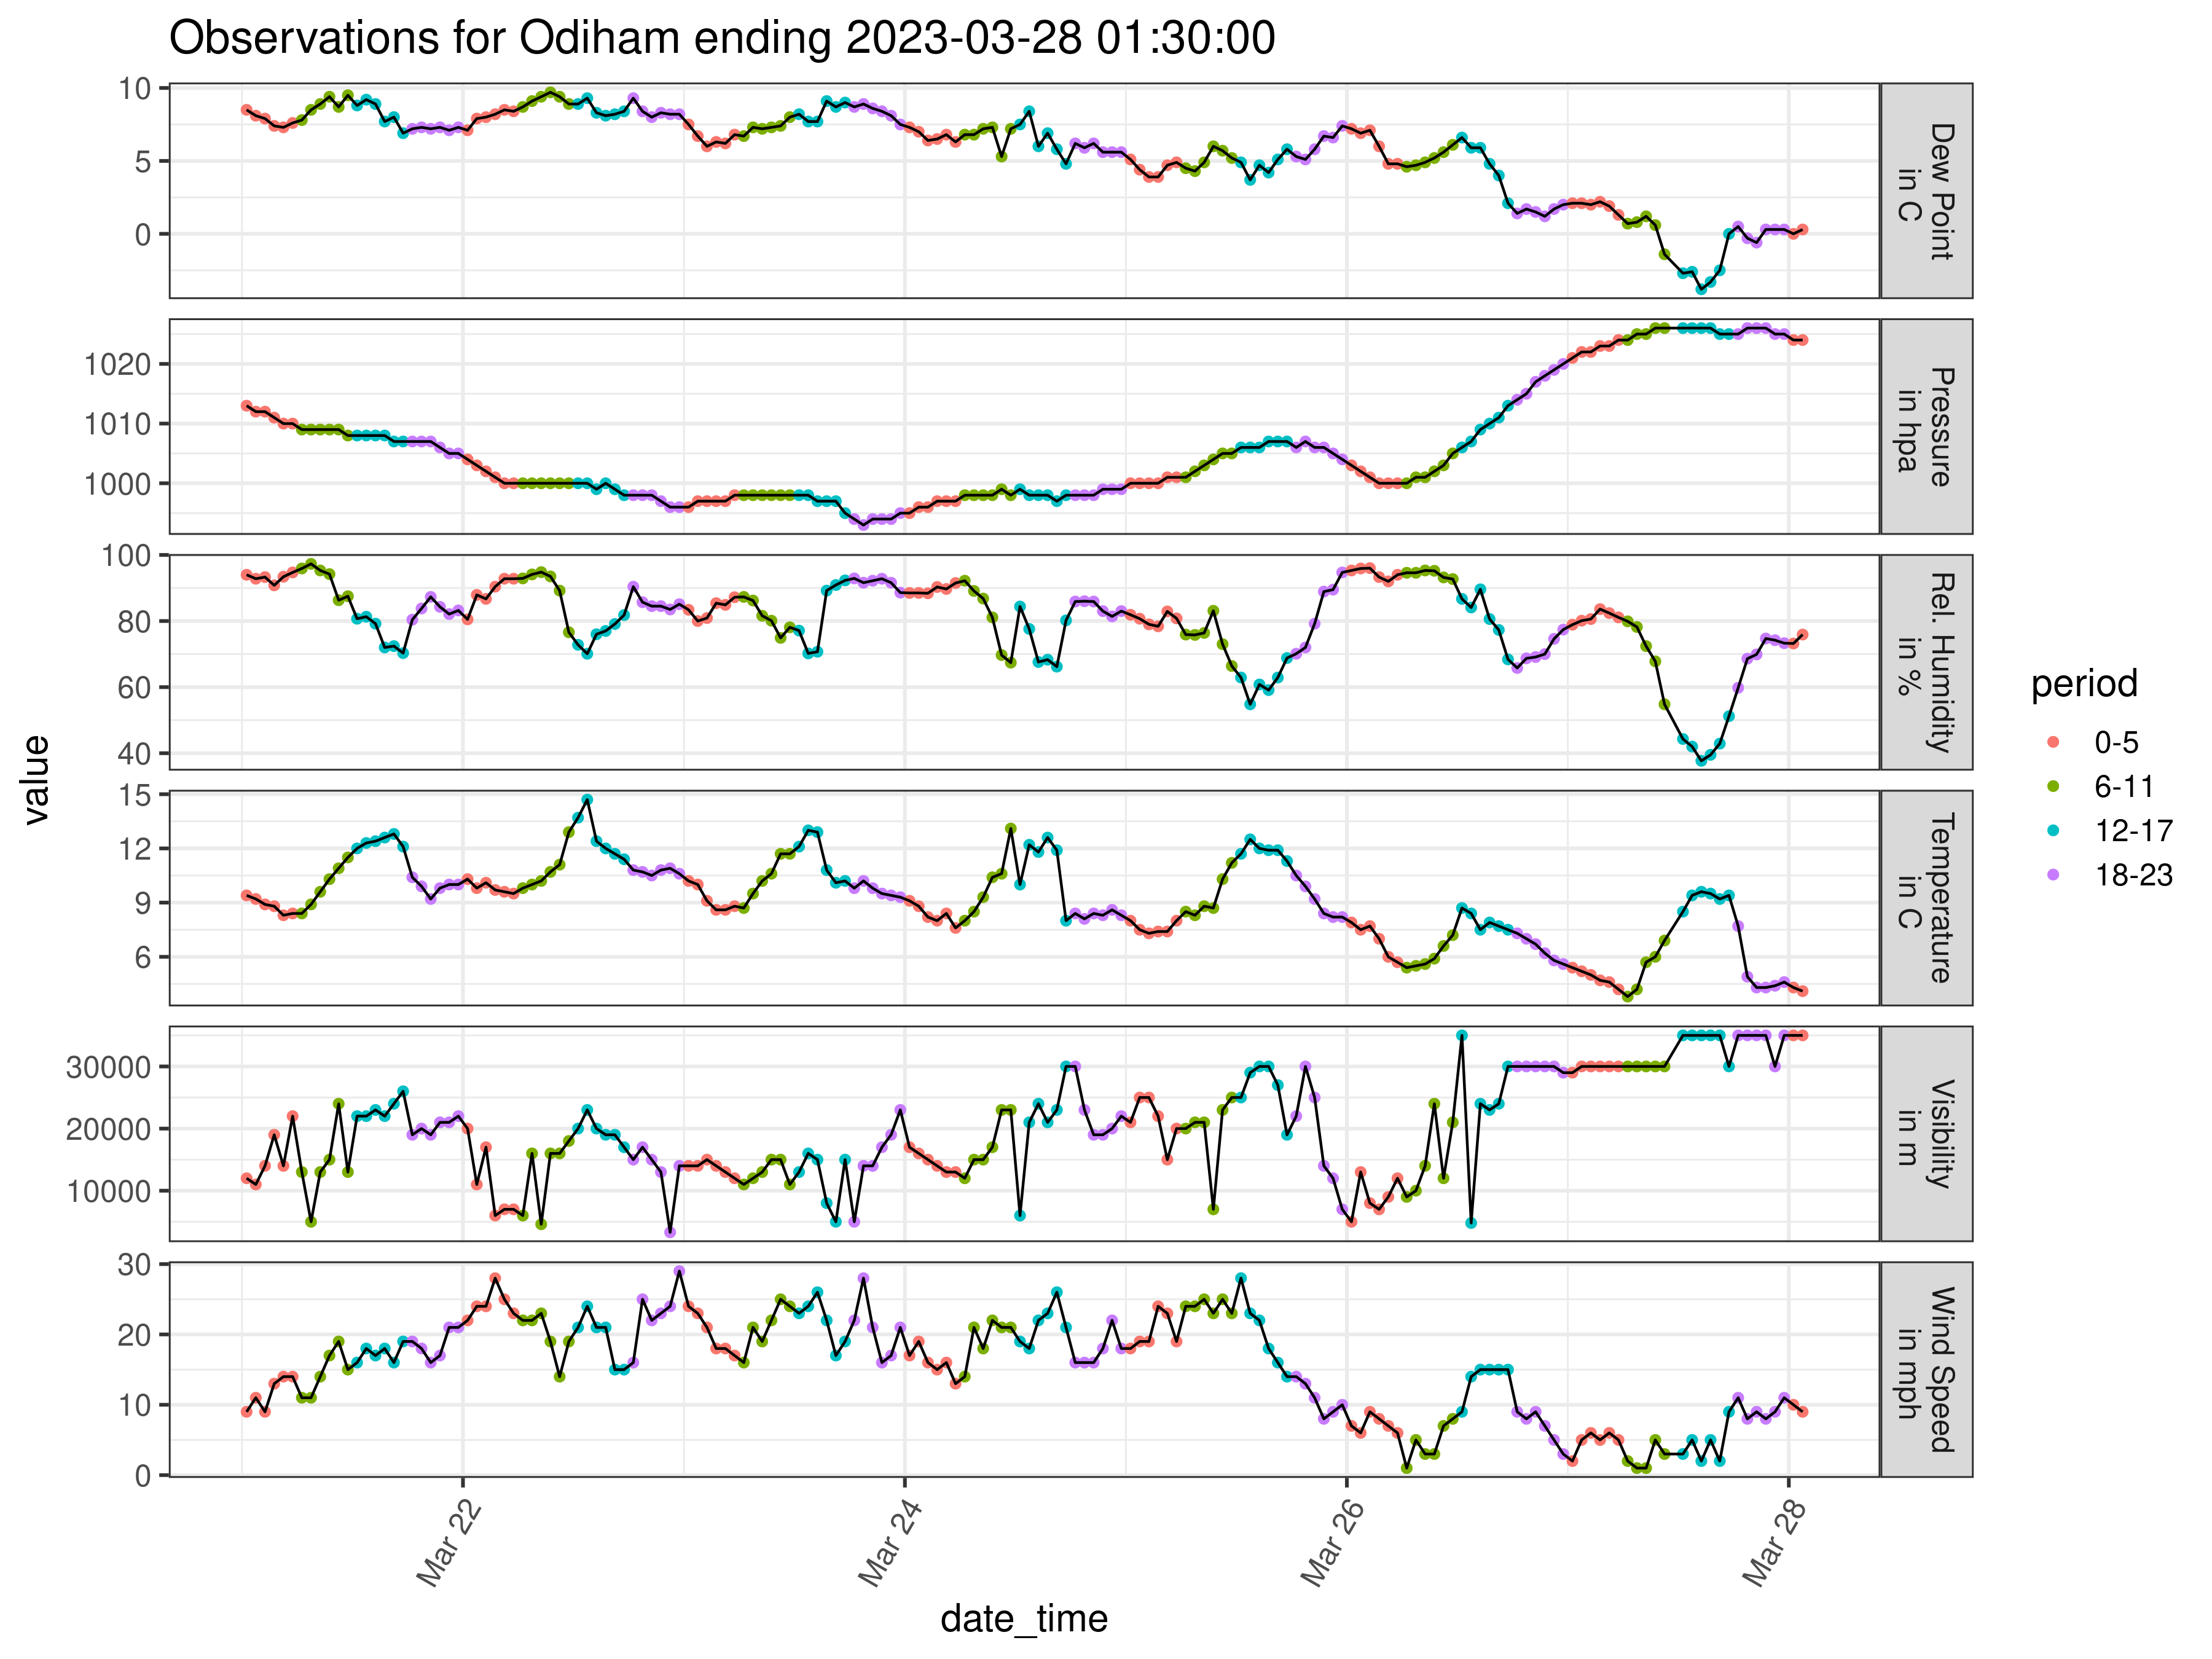 Observations for Odiham ending 2023-03-28 01:30:00
value
10
5
0
Dew Point
in C
1020
1010
1000
Pressure
in hpa
100
80
60
40
Rel. Humidity
in %
15
12
9
6
Temperature
in C
30000
20000
10000
Visibility
in m
30
20
10
0
Wind Speed
in mph
Mar 22
Mar 24
Mar 26
Mar 28
date_time
period
0-5
6-11
12-17
18-23